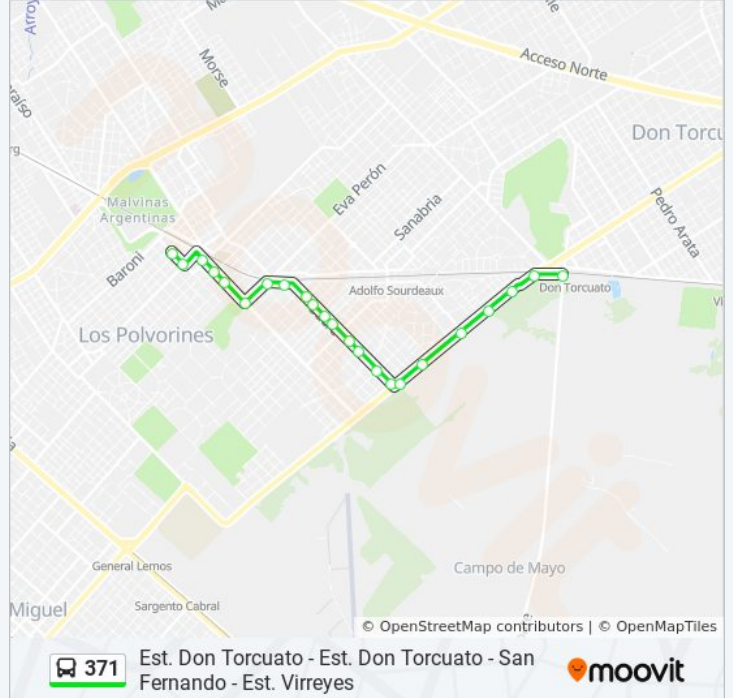 Arroy
Morse
Acceso Norte
Don Torcu
Eva Perón
Sanabria
Pedro Arata
Malvinas
Argentinas
Baroni
Adolfo Sourdeaux
Don Torcuato
Vi
Los Polvorines
General Lemos
Campo de Mayo
Miguel
Sargento Cabral
© OpenStreetMap contributors | © OpenMapTiles
371
Est. Don Torcuato - Est. Don Torcuato - San
Fernando - Est. Virreyes
moovit